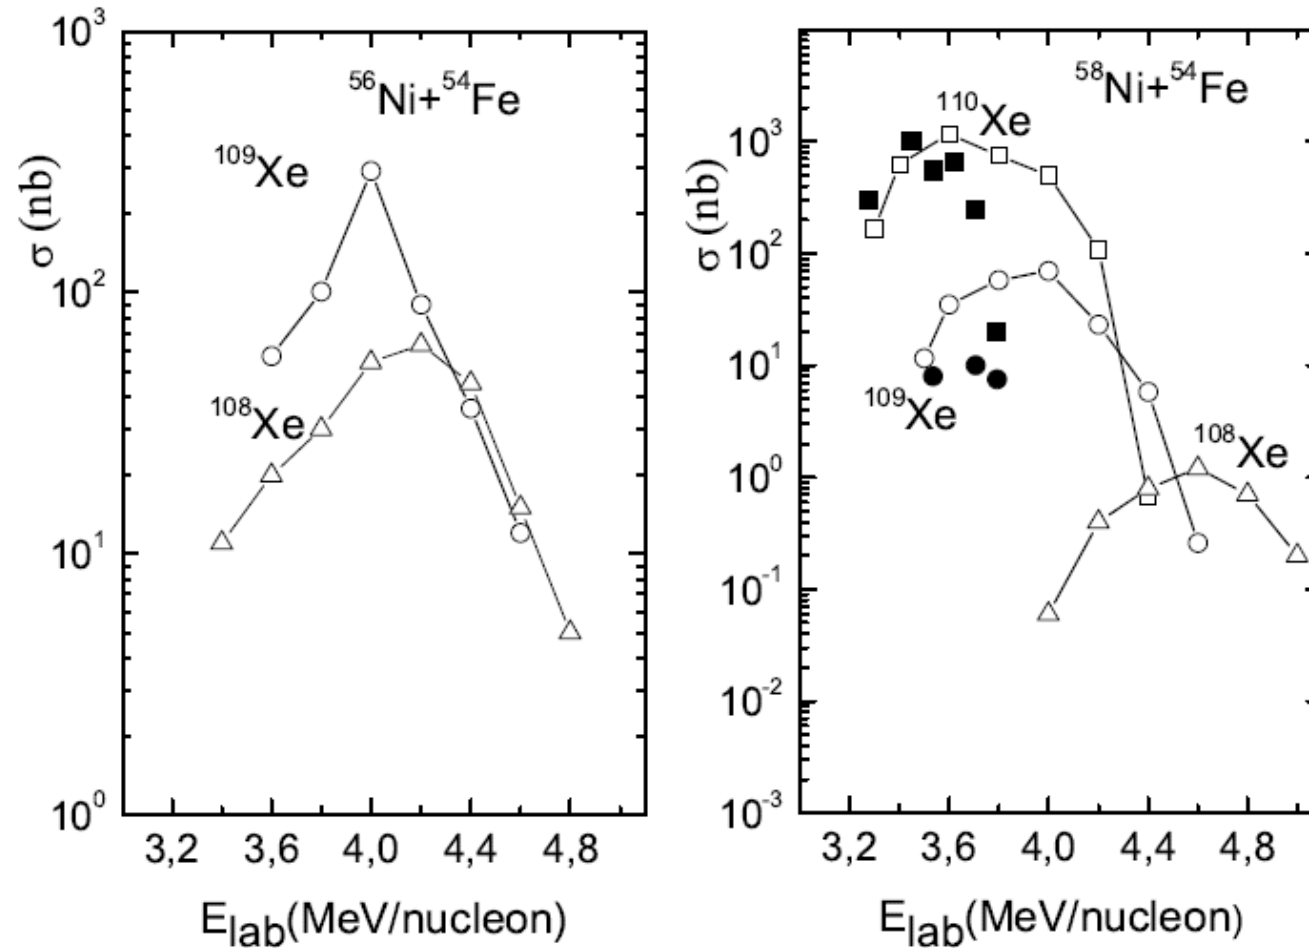 10³
⁵⁶Ni+⁵⁴Fe
¹⁰⁹Xe
σ (nb)
10²
¹⁰⁸Xe
10¹
10⁰
3,2 3,6 4,0 4,4 4,8
E_lab(MeV/nucleon)
⁵⁸Ni+⁵⁴Fe
¹¹⁰Xe
10³
σ (nb)
10²
10¹
¹⁰⁹Xe
¹⁰⁸Xe
10⁰
10⁻¹
10⁻²
10⁻³
3,2 3,6 4,0 4,4 4,8
E_lab(MeV/nucleon)